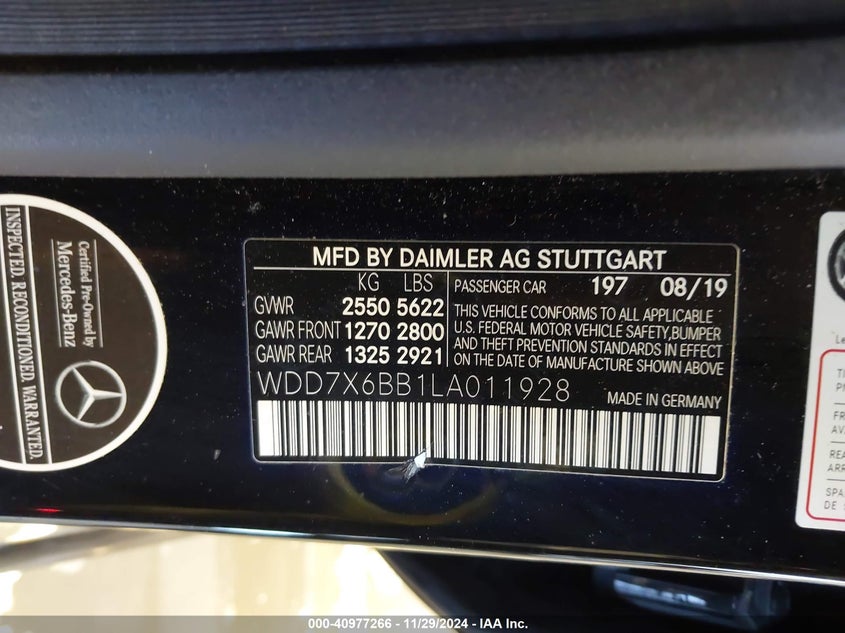 INSPECTED. RECONDITIONED. WARRANTED.
Certified Pre-Owned by
Mercedes-Benz
MFD BY DAIMLER AG STUTTGART
KG LBS PASSENGER CAR 197 08/19
GVWR 2550 5622
GAWR FRONT 1270 2800
GAWR REAR 1325 2921
THIS VEHICLE CONFORMS TO ALL APPLICABLE
U.S. FEDERAL MOTOR VEHICLE SAFETY,BUMPER
AND THEFT PREVENTION STANDARDS IN EFFECT
ON THE DATE OF MANUFACTURE SHOWN ABOVE
WDD7X6BB1LA011928 MADE IN GERMANY
DE
000-40977266 - 11/29/2024 - IAA Inc.